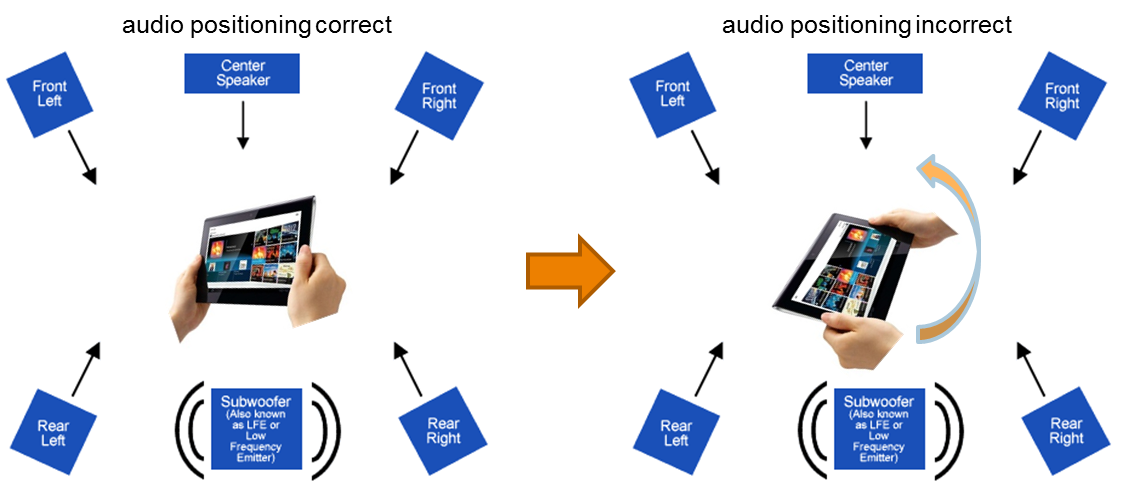 audio positioning correct
Front
Left
Center
Speaker
Front
Right
Rear
Left
Subwoofer
(Also known
as LFE or
Low
Frequency
Emitter)
Rear
Right
audio positioning incorrect
Front
Left
Center
Speaker
Front
Right
Rear
Left
Subwoofer
(Also known
as LFE or
Low
Frequency
Emitter)
Rear
Right